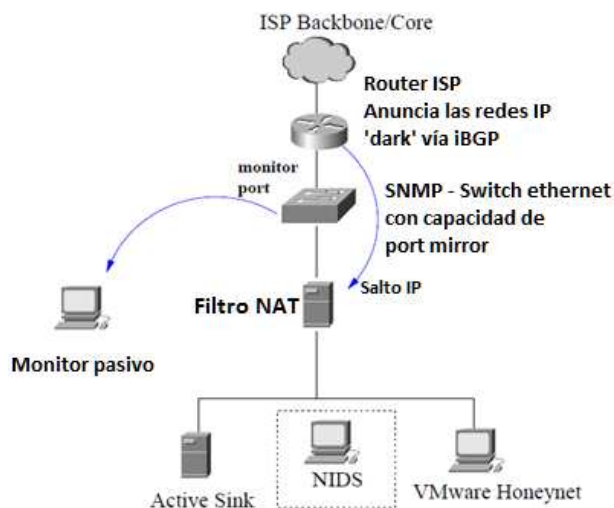 ISP Backbone/Core
Router ISP
Anuncia las redes IP
'dark' vía iBGP
monitor
port
SNMP - Switch ethernet
con capacidad de
port mirror
Salto IP
Filtro NAT
Monitor pasivo
Active Sink
NIDS
VMware Honeynet